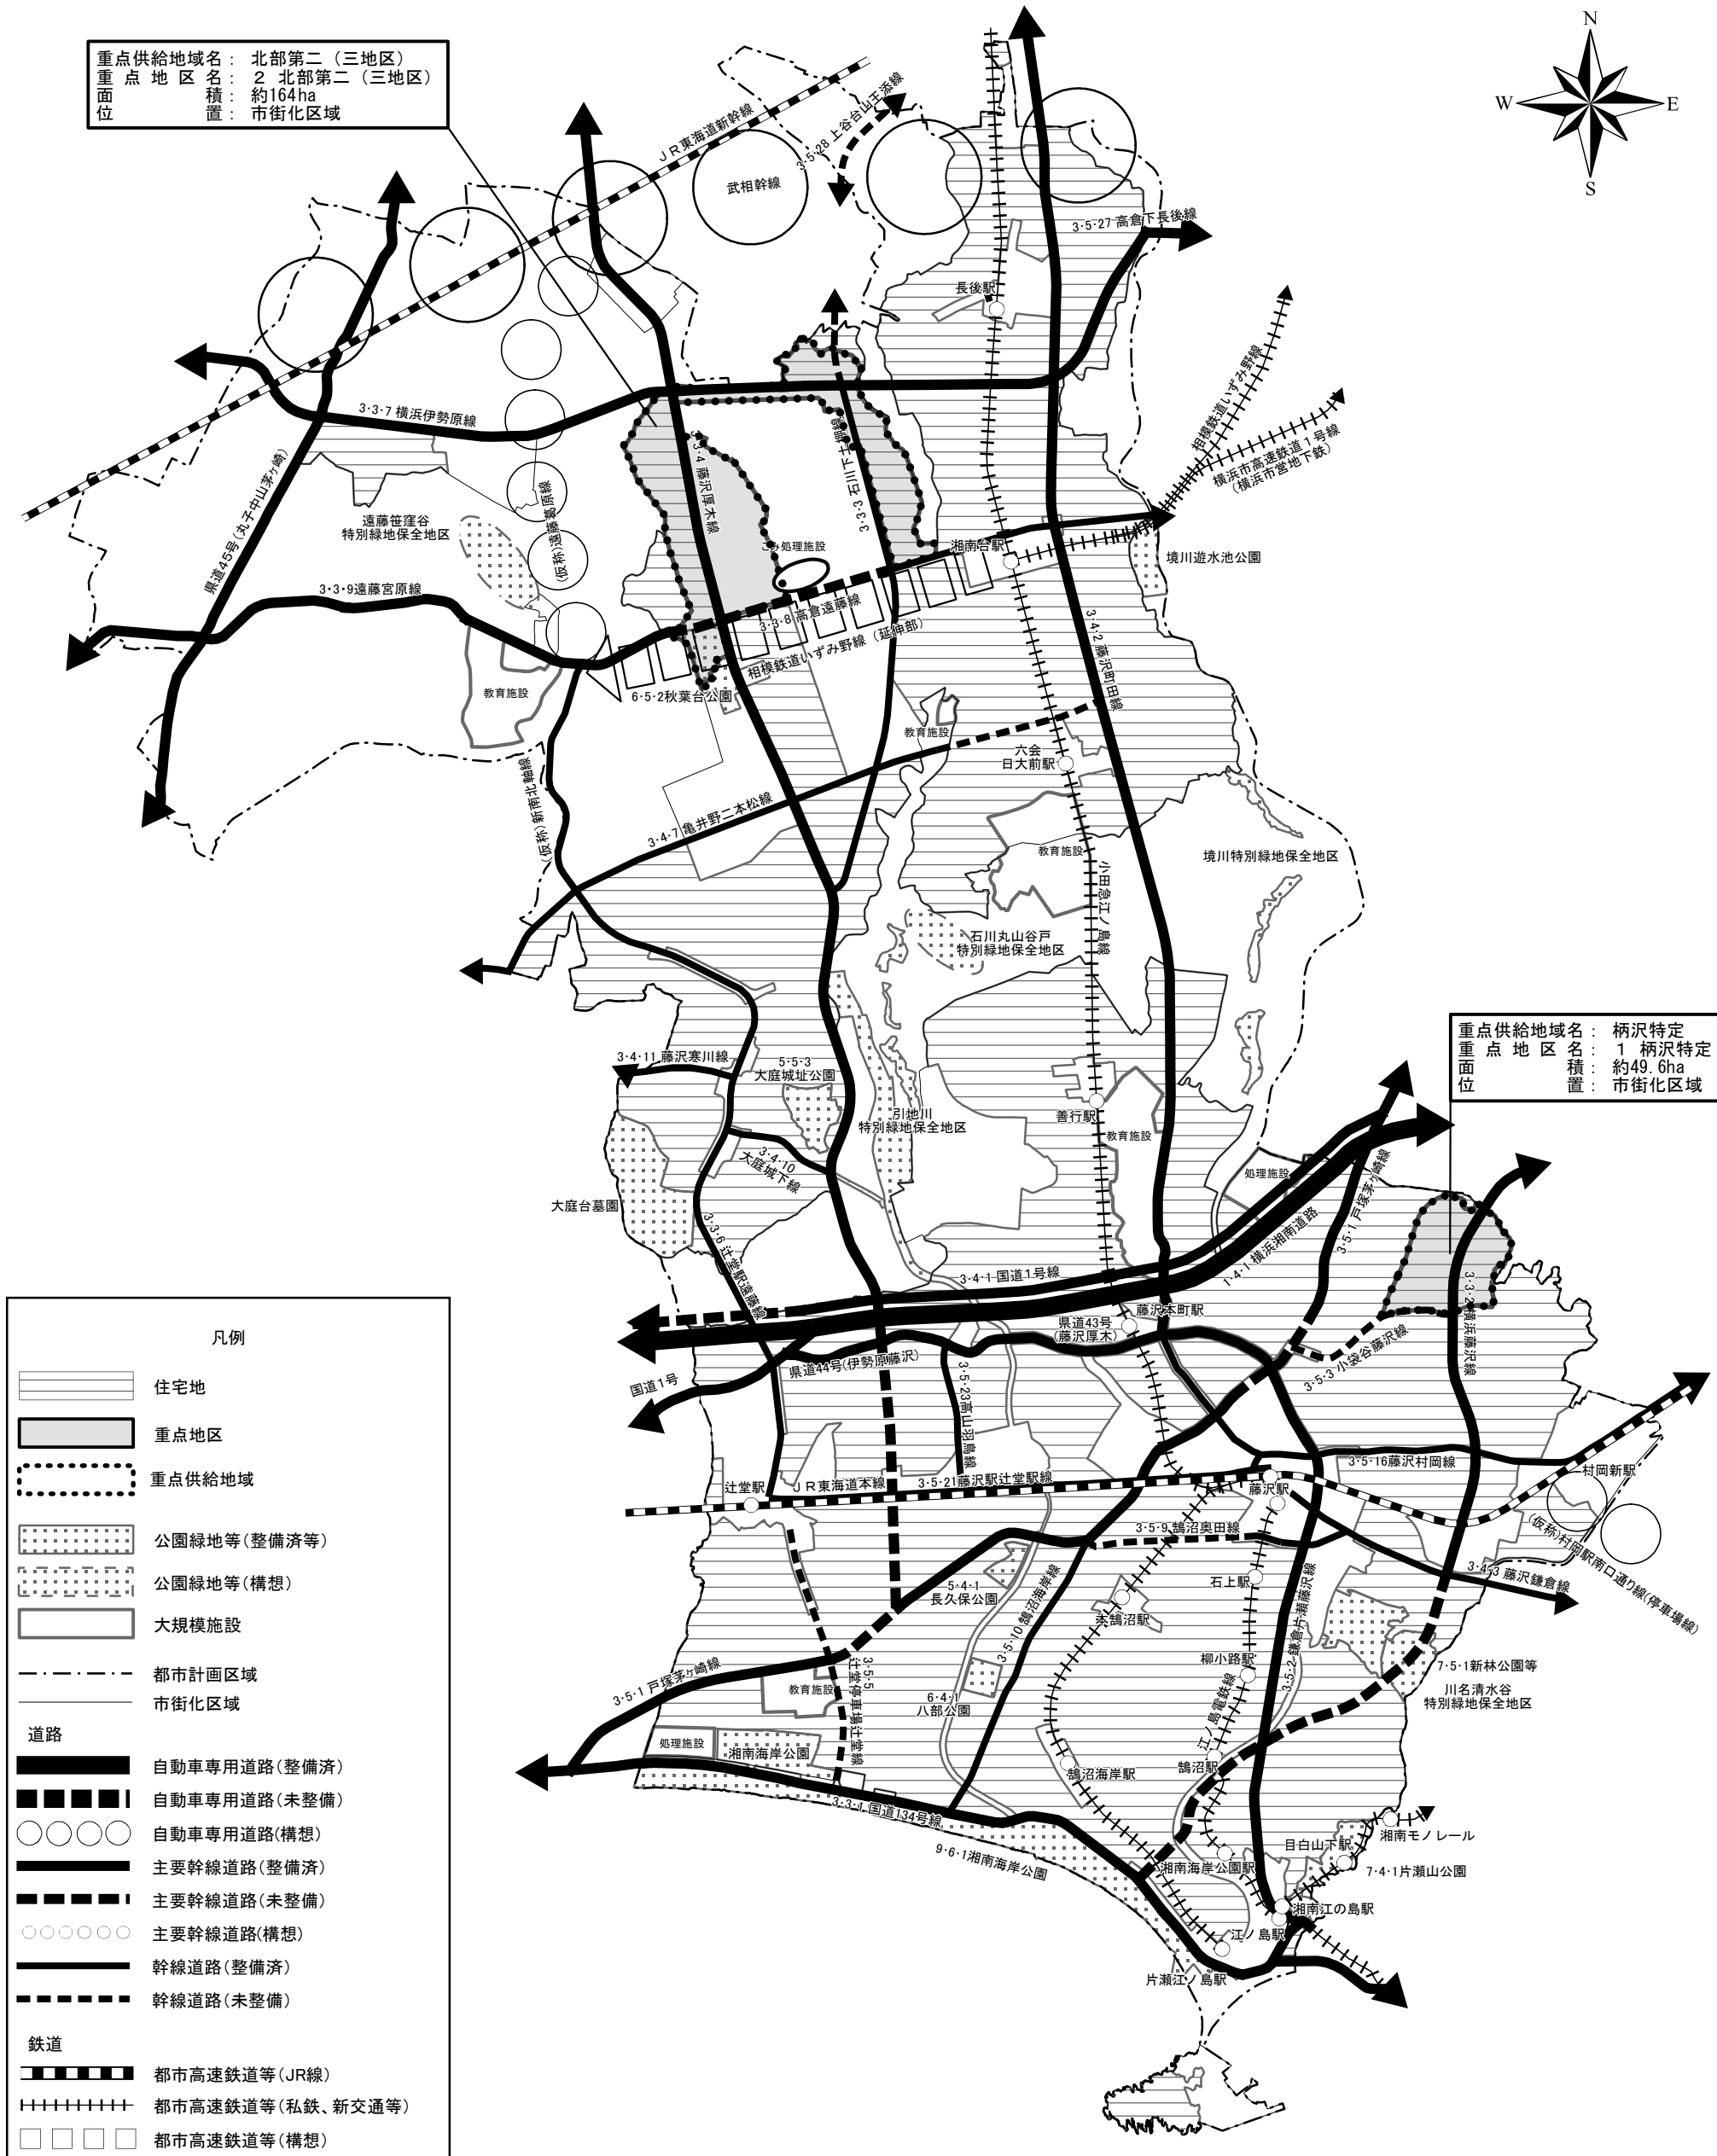 重点供給地域名： 北部第二（三地区）
重点地区名： 2 北部第二（三地区）
面積： 約164ha
位置： 市街化区域
N
W
E
S
JR東海道新幹線
武相幹線
3・5・28 上谷台山王添線
3・5・27 高倉下長後線
長後駅
3・3・7 横浜伊勢原線
相模鉄道いずみ野線
横浜市高速鉄道1号線
（横浜市営地下鉄）
県道45号(丸子中山茅ヶ崎)
遠藤笹窪谷
特別緑地保全地区
(仮称)遠藤葛原線
3・3・4 藤沢厚木線
3・3・3 石川下土棚線
ごみ処理施設
湘南台駅
境川遊水池公園
3・3・9遠藤宮原線
3・3・8 高倉遠藤線
相模鉄道いずみ野線（延伸部）
3・4・2 藤沢町田線
教育施設
6・5・2秋葉台公園
教育施設
六会
日大前駅
(仮称)新南北軸線
3・4・7 亀井野二本松線
教育施設
小田急江ノ島線
境川特別緑地保全地区
石川丸山谷戸
特別緑地保全地区
重点供給地域名： 柄沢特定
重点地区名： 1 柄沢特定
面積： 約49.6ha
位置： 市街化区域
3・4・11 藤沢寒川線
5・5・3
大庭城址公園
引地川
特別緑地保全地区
善行駅
教育施設
3・4・10
大庭城下線
処理施設
大庭台墓園
3・5・1 戸塚茅ヶ崎線
3・3・6 辻堂駅遠藤線
1・4・1 横浜湘南道路
3・4・1 国道1号線
3・3・2 横浜藤沢線
藤沢本町駅
県道43号
(藤沢厚木)
3・5・3 小袋谷藤沢線
県道44号(伊勢原藤沢)
国道1号
3・5・23高山羽鳥線
3・5・16藤沢村岡線
村岡新駅
辻堂駅
JR東海道本線
3・5・21藤沢駅辻堂駅線
藤沢駅
(仮称)村岡駅南口通り線(停車場線)
3・5・9 鵠沼奥田線
3・4・3 藤沢鎌倉線
石上駅
5・4・1
長久保公園
3・5・10 鵠沼海岸線
本鵠沼駅
3・5・2 鎌倉片瀬藤沢線
柳小路駅
7・5・1新林公園等
川名清水谷
特別緑地保全地区
3・5・1 戸塚茅ヶ崎線
3・5・5
辻堂停車場辻堂線
教育施設
6・4・1
八部公園
江ノ島電鉄線
処理施設
湘南海岸公園
鵠沼海岸駅
鵠沼駅
3・3・1 国道134号線
目白山下駅
湘南モノレール
9・6・1湘南海岸公園
湘南海岸公園駅
7・4・1片瀬山公園
湘南江の島駅
江ノ島駅
片瀬江ノ島駅
凡例
住宅地
重点地区
重点供給地域
公園緑地等(整備済等)
公園緑地等(構想)
大規模施設
都市計画区域
市街化区域
道路
自動車専用道路(整備済)
自動車専用道路(未整備)
自動車専用道路(構想)
主要幹線道路(整備済)
主要幹線道路(未整備)
主要幹線道路(構想)
幹線道路(整備済)
幹線道路(未整備)
鉄道
都市高速鉄道等(JR線)
都市高速鉄道等(私鉄、新交通等)
都市高速鉄道等(構想)